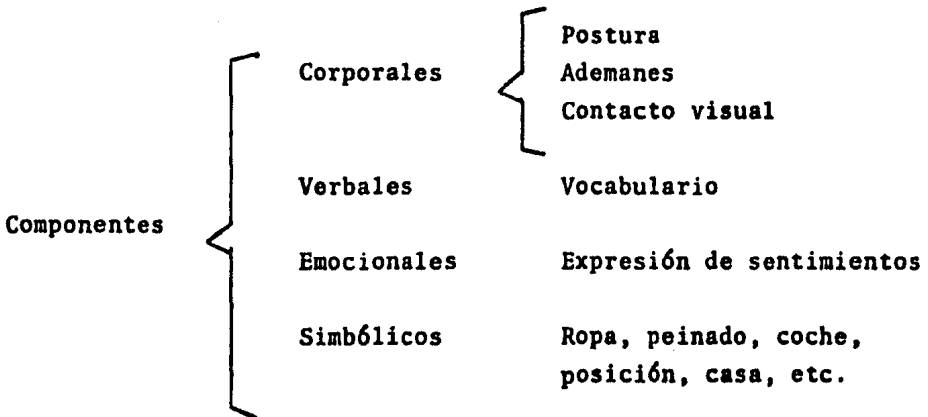 Postura
Corporales Ademanes
Contacto visual
Verbales Vocabulario
Componentes
Emocionales Expresión de sentimientos
Simbólicos Ropa, peinado, coche,
posición, casa, etc.